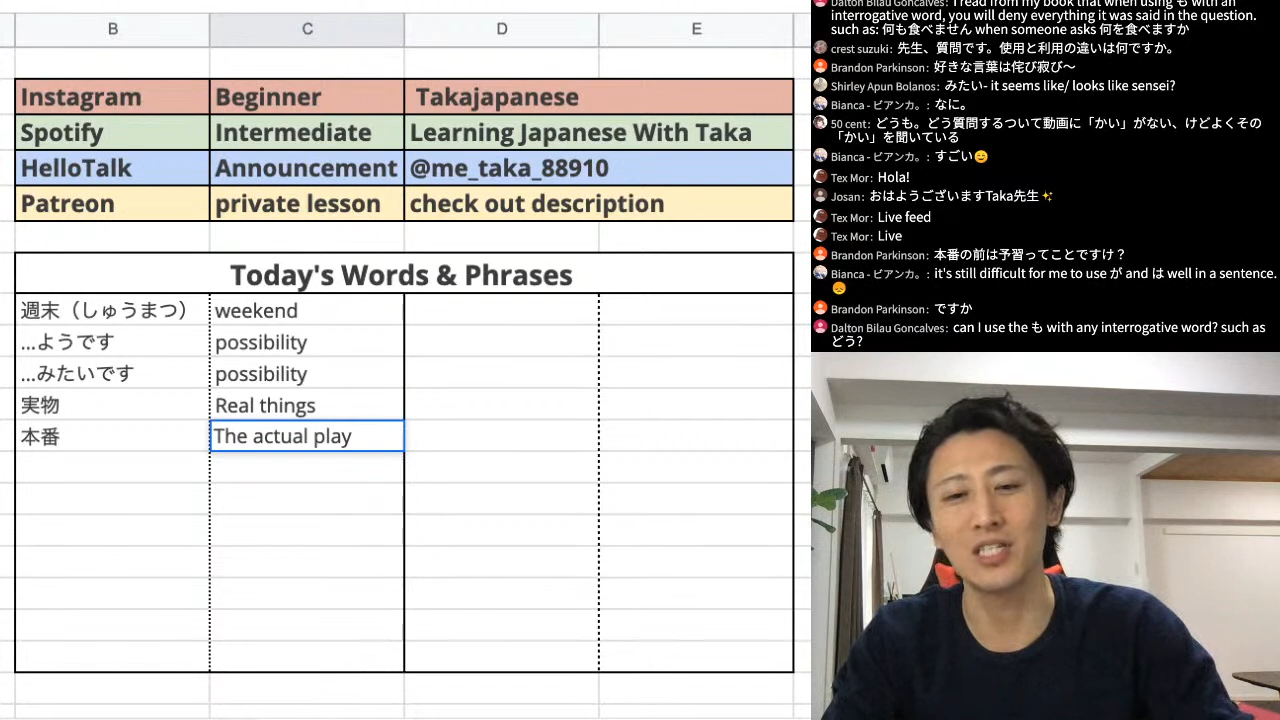 B C D E
Instagram Beginner Takajapanese
Spotify Intermediate Learning Japanese With Taka
HelloTalk Announcement @me_taka_88910
Patreon private lesson check out description
Today's Words & Phrases
週末（しゅうまつ） weekend
...ようです possibility
...みたいです possibility
実物 Real things
本番 The actual play
Dalton Bilau Goncalves: I read from my book that when using も with an
interrogative word, you will deny everything it was said in the question.
such as: 何も食べません when someone asks 何を食べますか
crest suzuki: 先生、質問です。使用と利用の違いは何ですか。
Brandon Parkinson: 好きな言葉は侘び寂び〜
Shirley Apun Bolanos: みたい- it seems like/ looks like sensei?
Bianca - ビアンカ。: なに。
50 cent: どうも。どう質問するついて動画に「かい」がない、けどよくその
「かい」を聞いている
Bianca - ビアンカ。: すごい😊
Tex Mor: Hola!
Josan: おはようございますTaka先生✨
Tex Mor: Live feed
Tex Mor: Live
Brandon Parkinson: 本番の前は予習ってことですけ？
Bianca - ビアンカ。: it's still difficult for me to use が and は well in a sentence.
😞
Brandon Parkinson: ですか
Dalton Bilau Goncalves: can I use the も with any interrogative word? such as
どう?